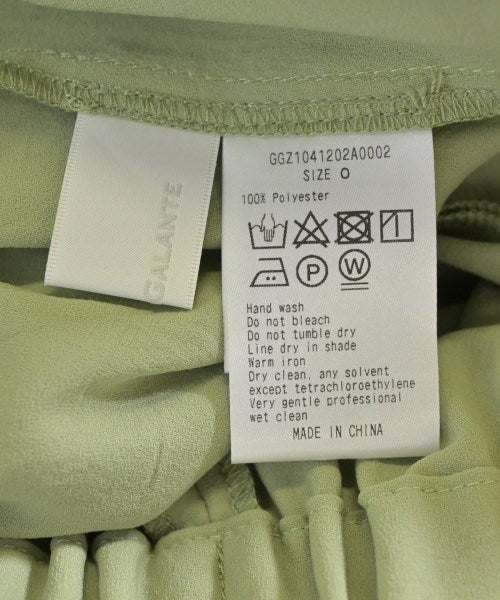 GALANTE
GGZ1041202A0002
SIZE O
100% Polyester
P
W
Hand wash
Do not bleach
Do not tumble dry
Line dry in shade
Warm iron
Dry clean, any solvent
except tetrachloroethylene
Very gentle professional
wet clean
MADE IN CHINA